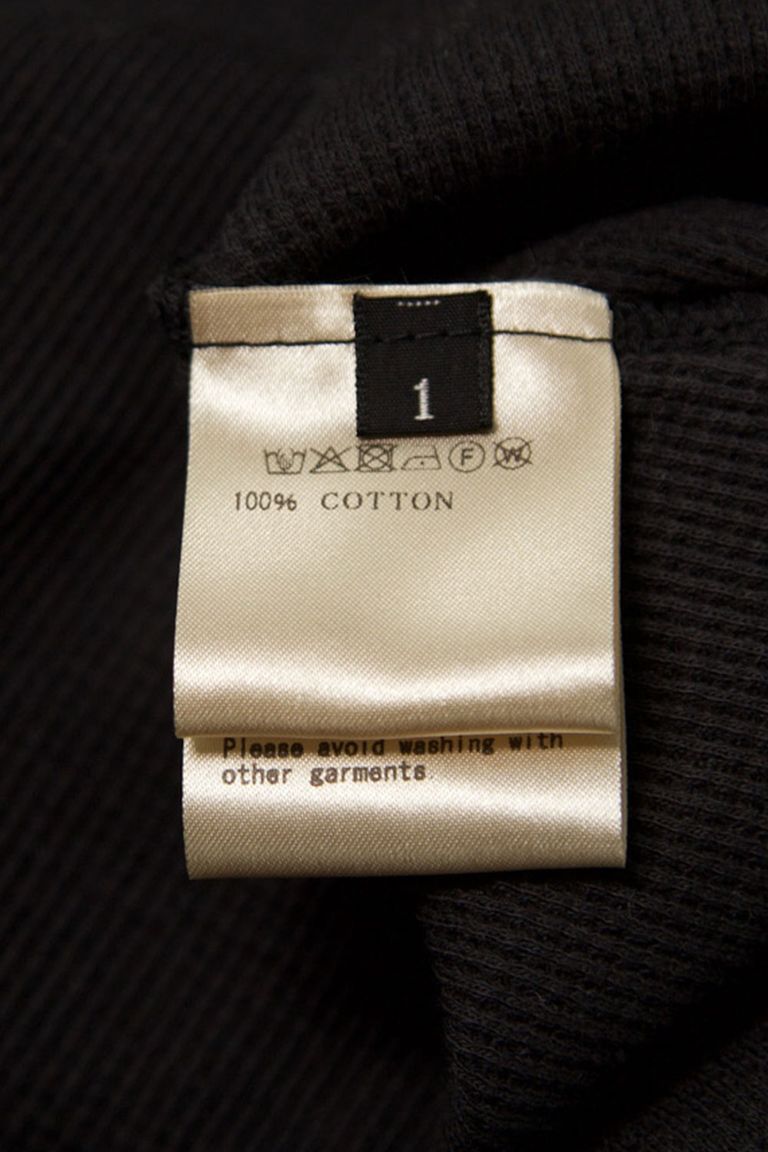 1
F W
100% COTTON
Please avoid washing with
other garments